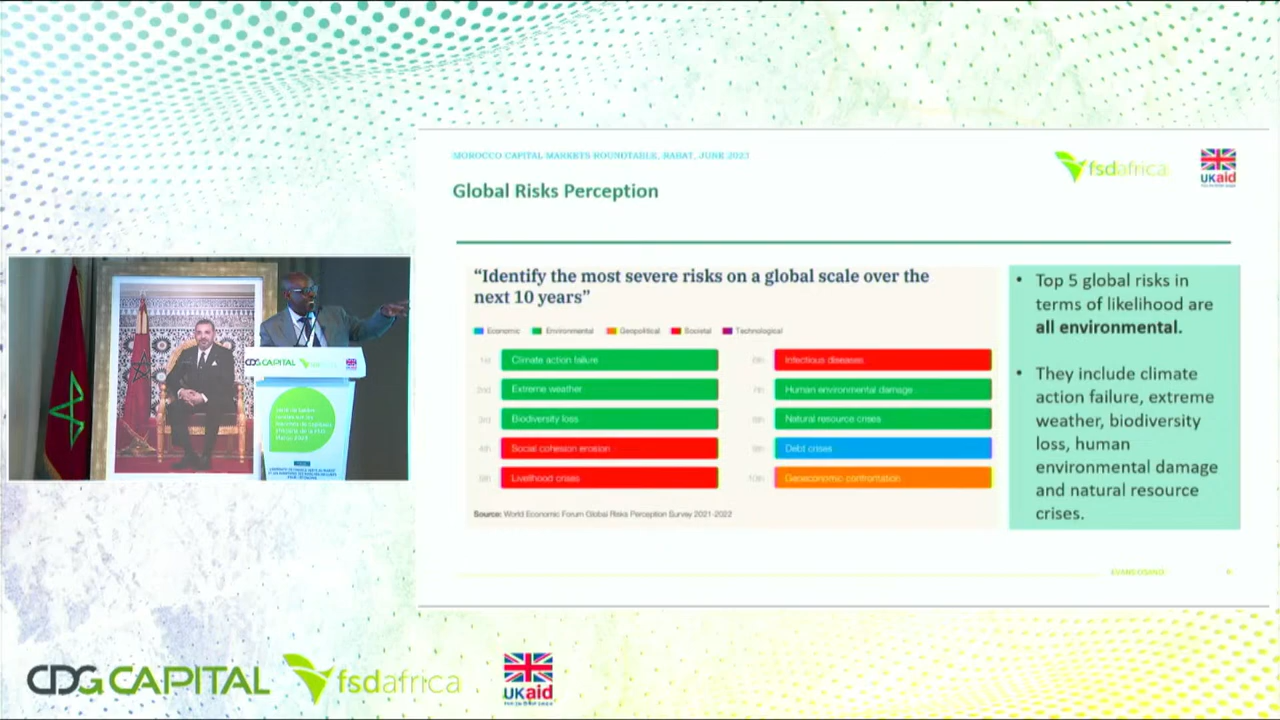 MOROCCO CAPITAL MARKETS ROUNDTABLE, RABAT, JUNE 2023
fsdafrica
UKaid
Global Risks Perception
“Identify the most severe risks on a global scale over the
next 10 years”
Economic Environmental Geopolitical Societal Technological
1st Climate action failure
2nd Extreme weather
3rd Biodiversity loss
4th Social cohesion erosion
5th Livelihood crises
6th Infectious diseases
7th Human environmental damage
8th Natural resource crises
9th Debt crises
10th Geoeconomic confrontation
Source: World Economic Forum Global Risks Perception Survey 2021-2022
• Top 5 global risks in
terms of likelihood are
all environmental.
• They include climate
action failure, extreme
weather, biodiversity
loss, human
environmental damage
and natural resource
crises.
EVANS OSANO
CDG CAPITAL
CDG CAPITAL
fsdafrica
UKaid